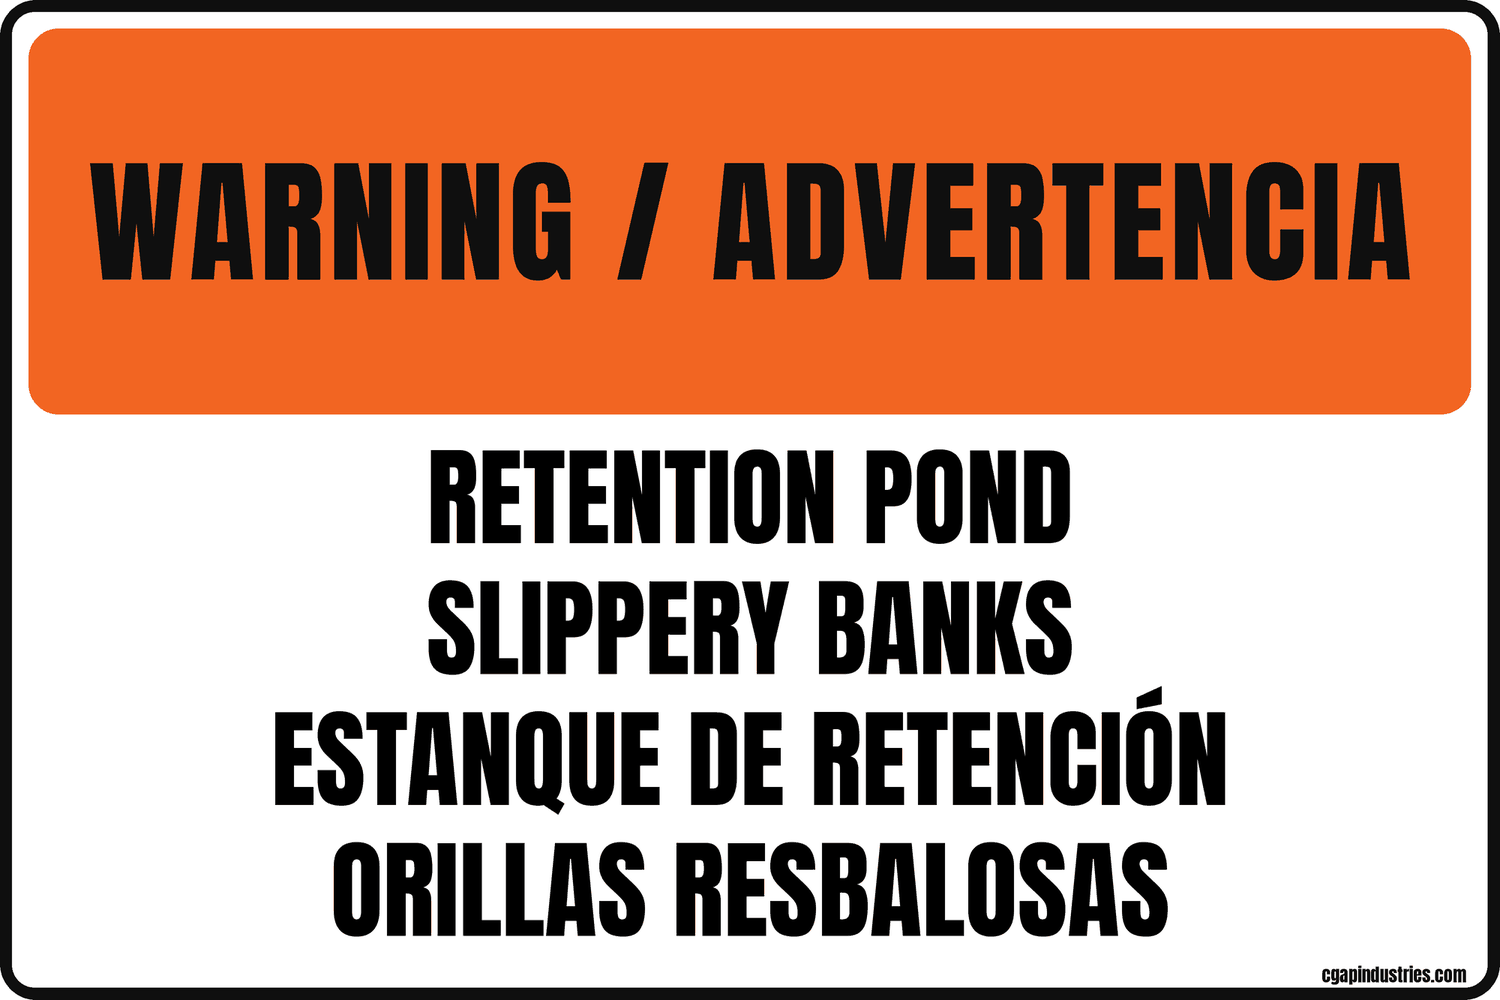 WARNING / ADVERTENCIA
RETENTION POND
SLIPPERY BANKS
ESTANQUE DE RETENCIÓN
ORILLAS RESBALOSAS
cgapindustries.com